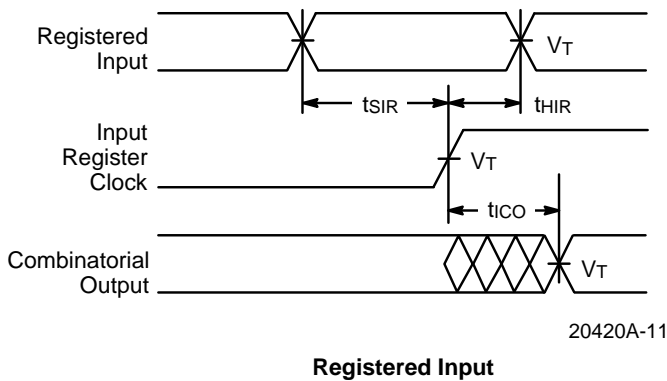 Registered
Input
VT
tSIR
tHIR
Input
Register
Clock
VT
tICO
Combinatorial
Output
VT
20420A-11
Registered Input